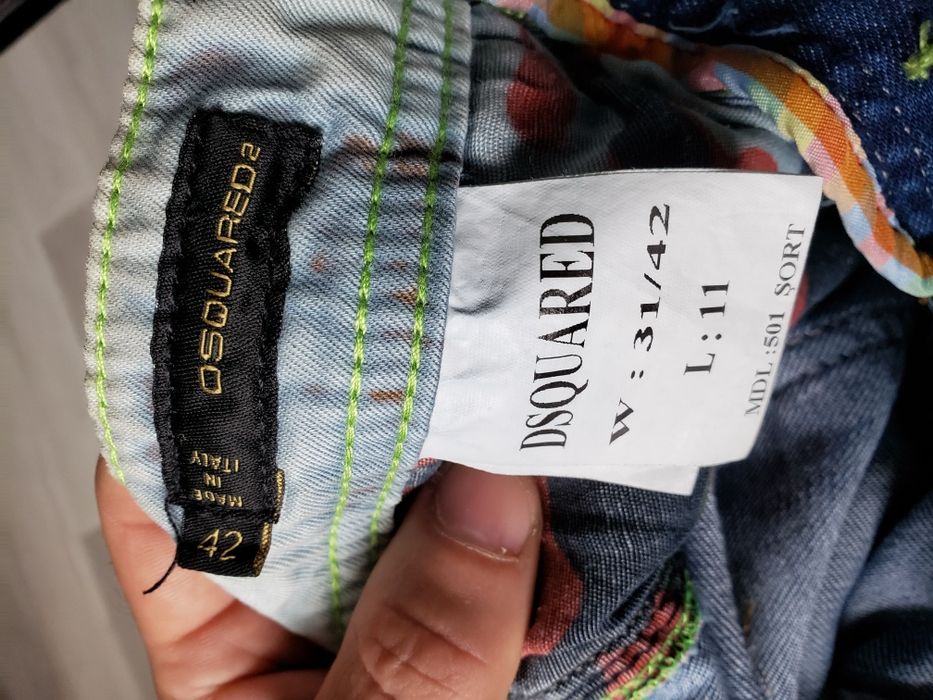 DSQUARED2
MADE
IN
ITALY
42
DSQUARED
W : 31/42
L : 11
MDL :501 ŞORT